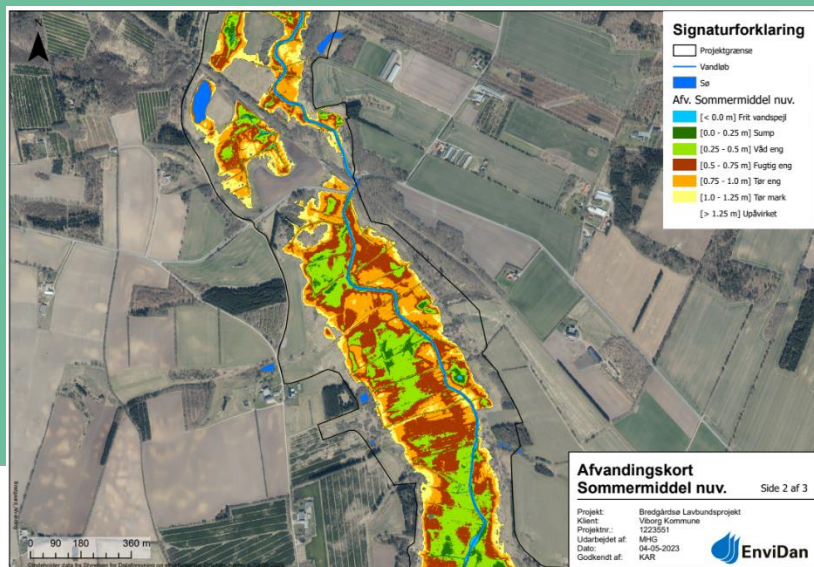 N
Signaturforklaring
Projektgrænse
Vandløb
Sø
Afv. Sommermiddel nuv.
[< 0.0 m] Frit vandspejl
[0.0 - 0.25 m] Sump
[0.25 - 0.5 m] Våd eng
[0.5 - 0.75 m] Fugtig eng
[0.75 - 1.0 m] Tør eng
[1.0 - 1.25 m] Tør mark
[> 1.25 m] Upåvirket
Afvandingskort
Sommermiddel nuv. Side 2 af 3
Projekt: Bredgårdsø Lavbundsprojekt
Klient: Viborg Kommune
Projektnr.: 1223551
Udarbejdet af: MHG
Dato: 04-05-2023
Godkendt af: KAR
EnviDan
0 90 180 360 m